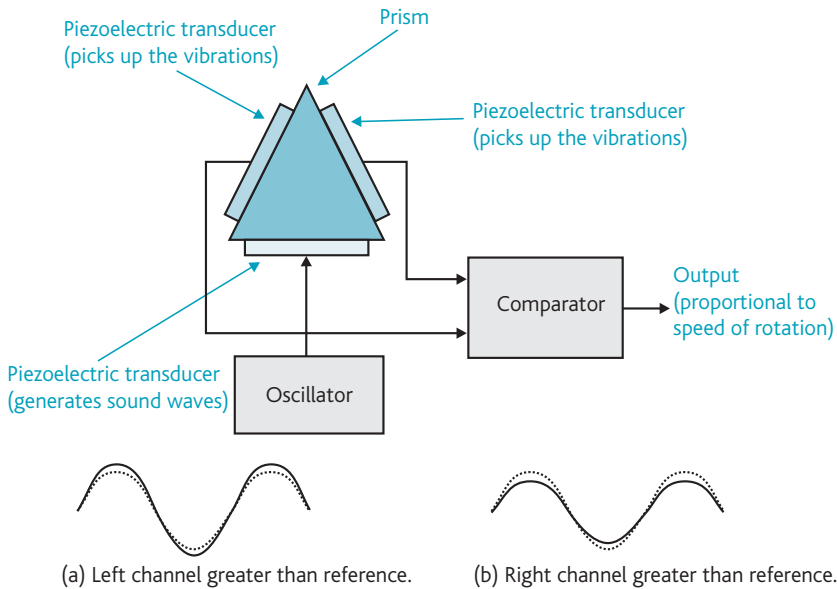 Prism
Piezoelectric transducer
(picks up the vibrations)
Piezoelectric transducer
(picks up the vibrations)
Comparator
Output
(proportional to
speed of rotation)
Piezoelectric transducer
(generates sound waves)
Oscillator
(a) Left channel greater than reference.
(b) Right channel greater than reference.